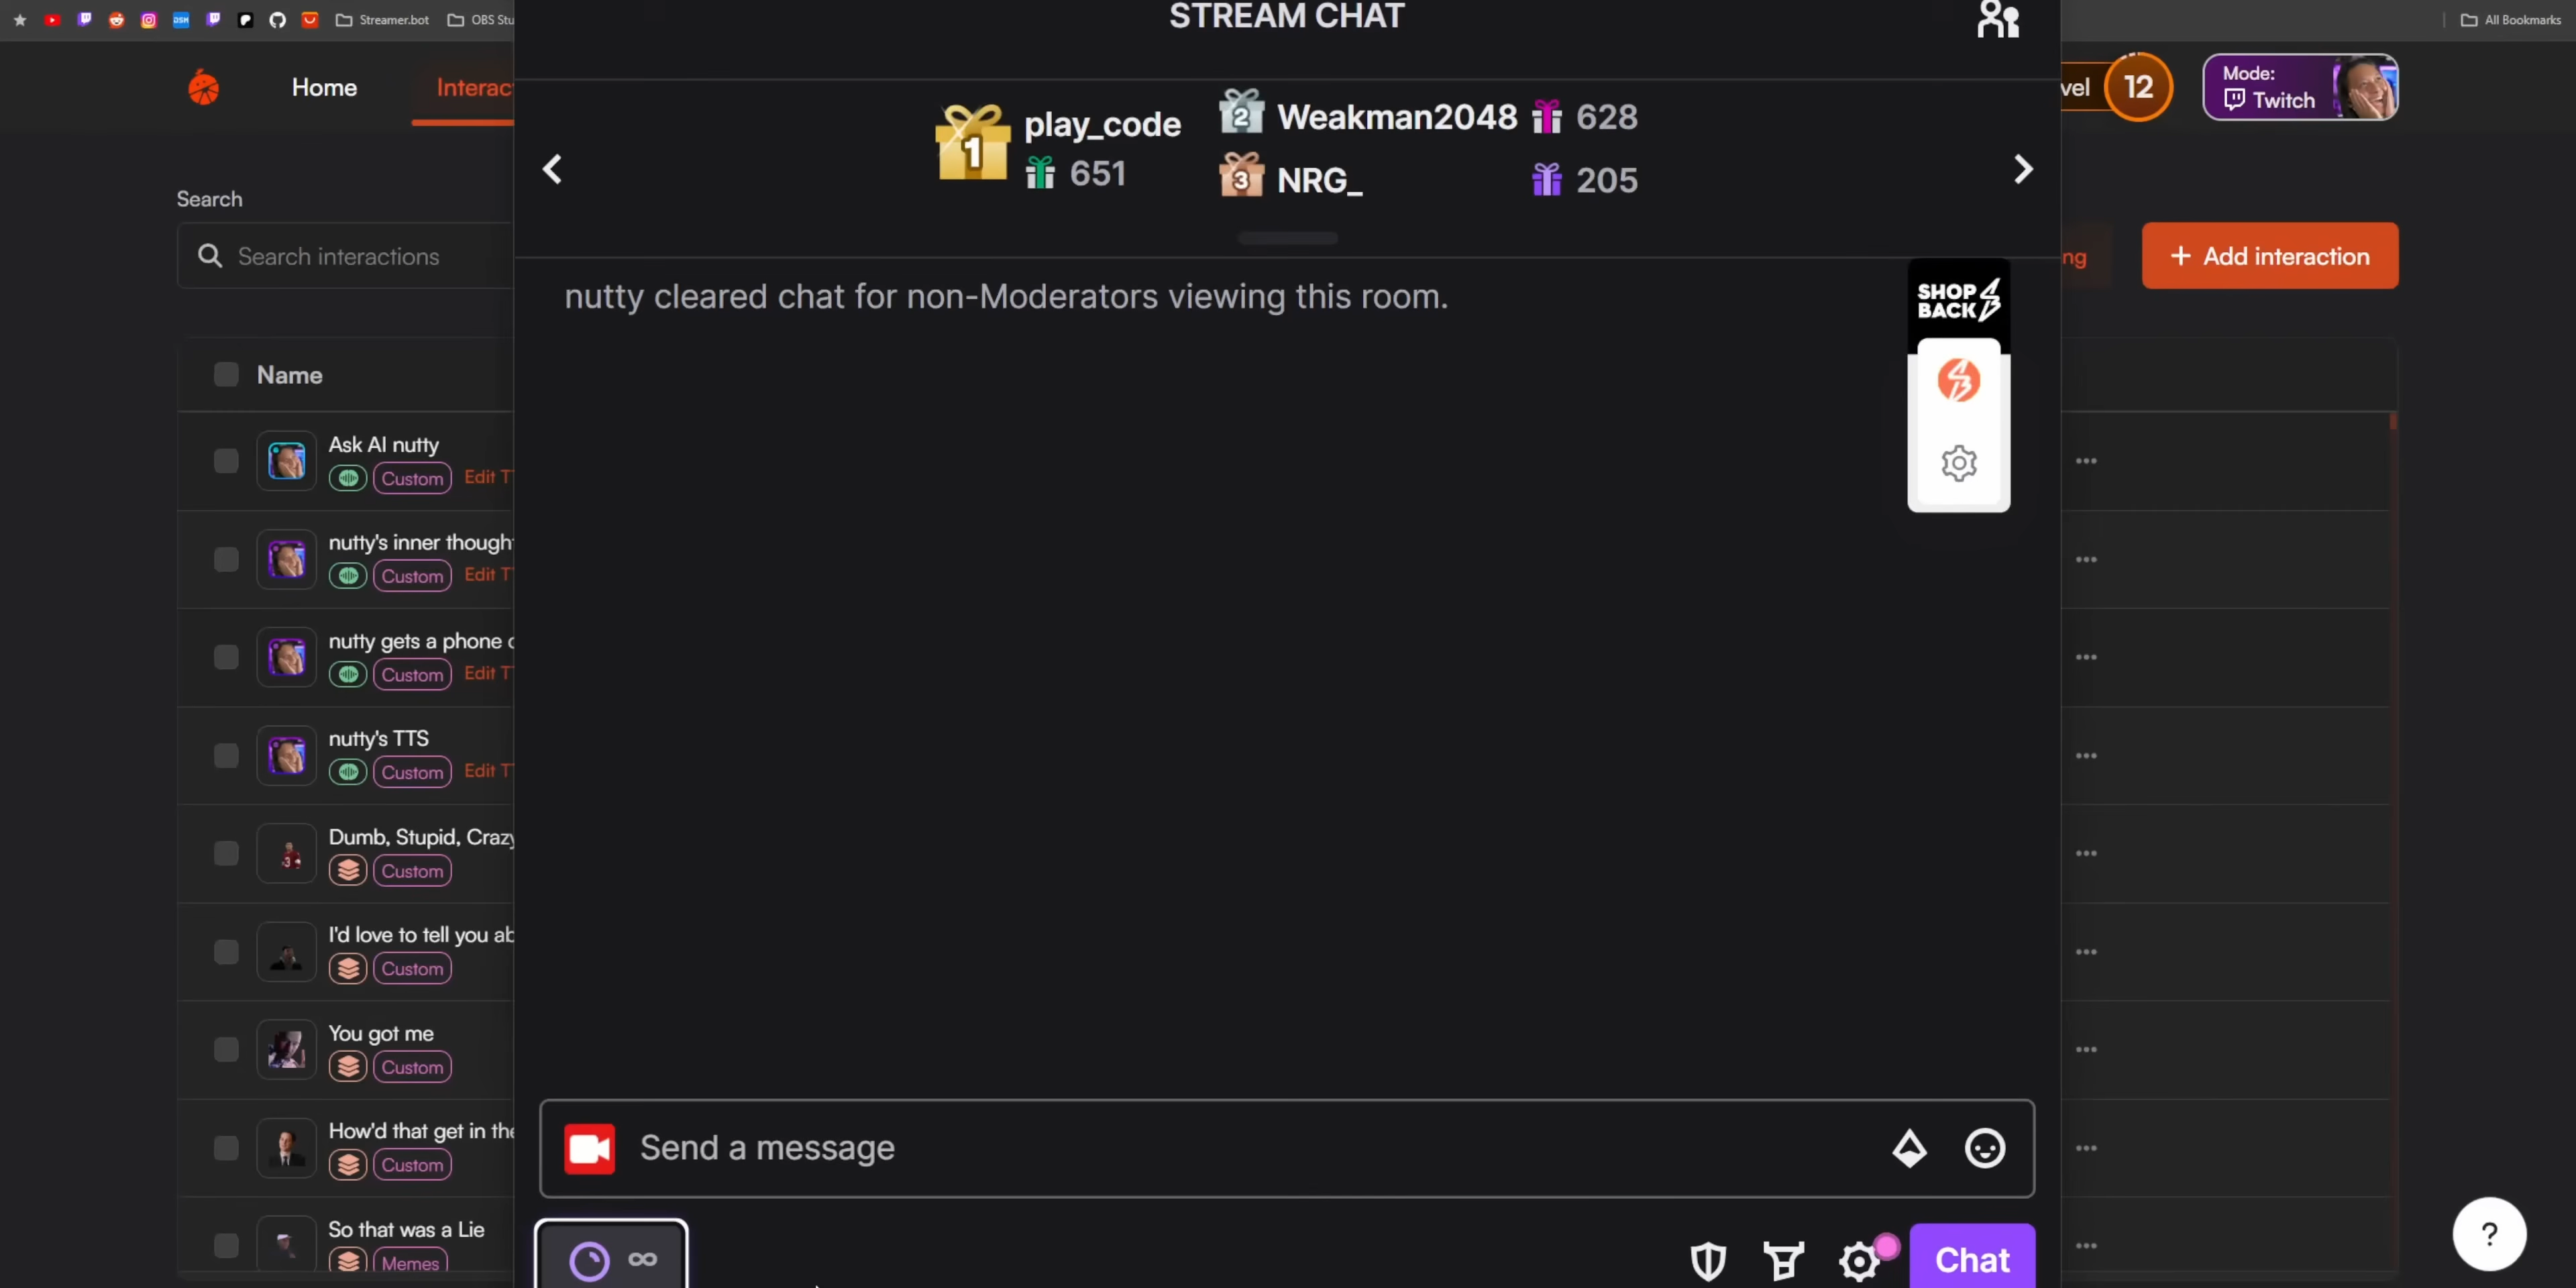 Streamer.bot
OBS Stu
All Bookmarks
Home
Interac
vel
12
Mode:
Twitch
STREAM CHAT
1
play_code
651
2
Weakman2048
628
3
NRG_
205
Search
Search interactions
ng
+ Add interaction
nutty cleared chat for non-Moderators viewing this room.
SHOP
BACK
Name
Ask AI nutty
Custom
Edit T
nutty's inner though
Custom
Edit T
nutty gets a phone c
Custom
Edit T
nutty's TTS
Custom
Edit T
Dumb, Stupid, Crazy
Custom
I'd love to tell you ab
Custom
You got me
Custom
How'd that get in the
Custom
So that was a Lie
Memes
Send a message
∞
Chat
?